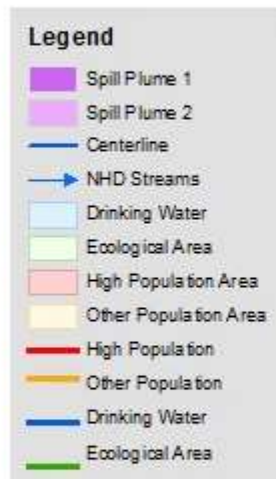 Legend
Spill Plume 1
Spill Plume 2
Centerline
NHD Streams
Drinking Water
Ecological Area
High Population Area
Other Population Area
High Population
Other Population
Drinking Water
Ecological Area